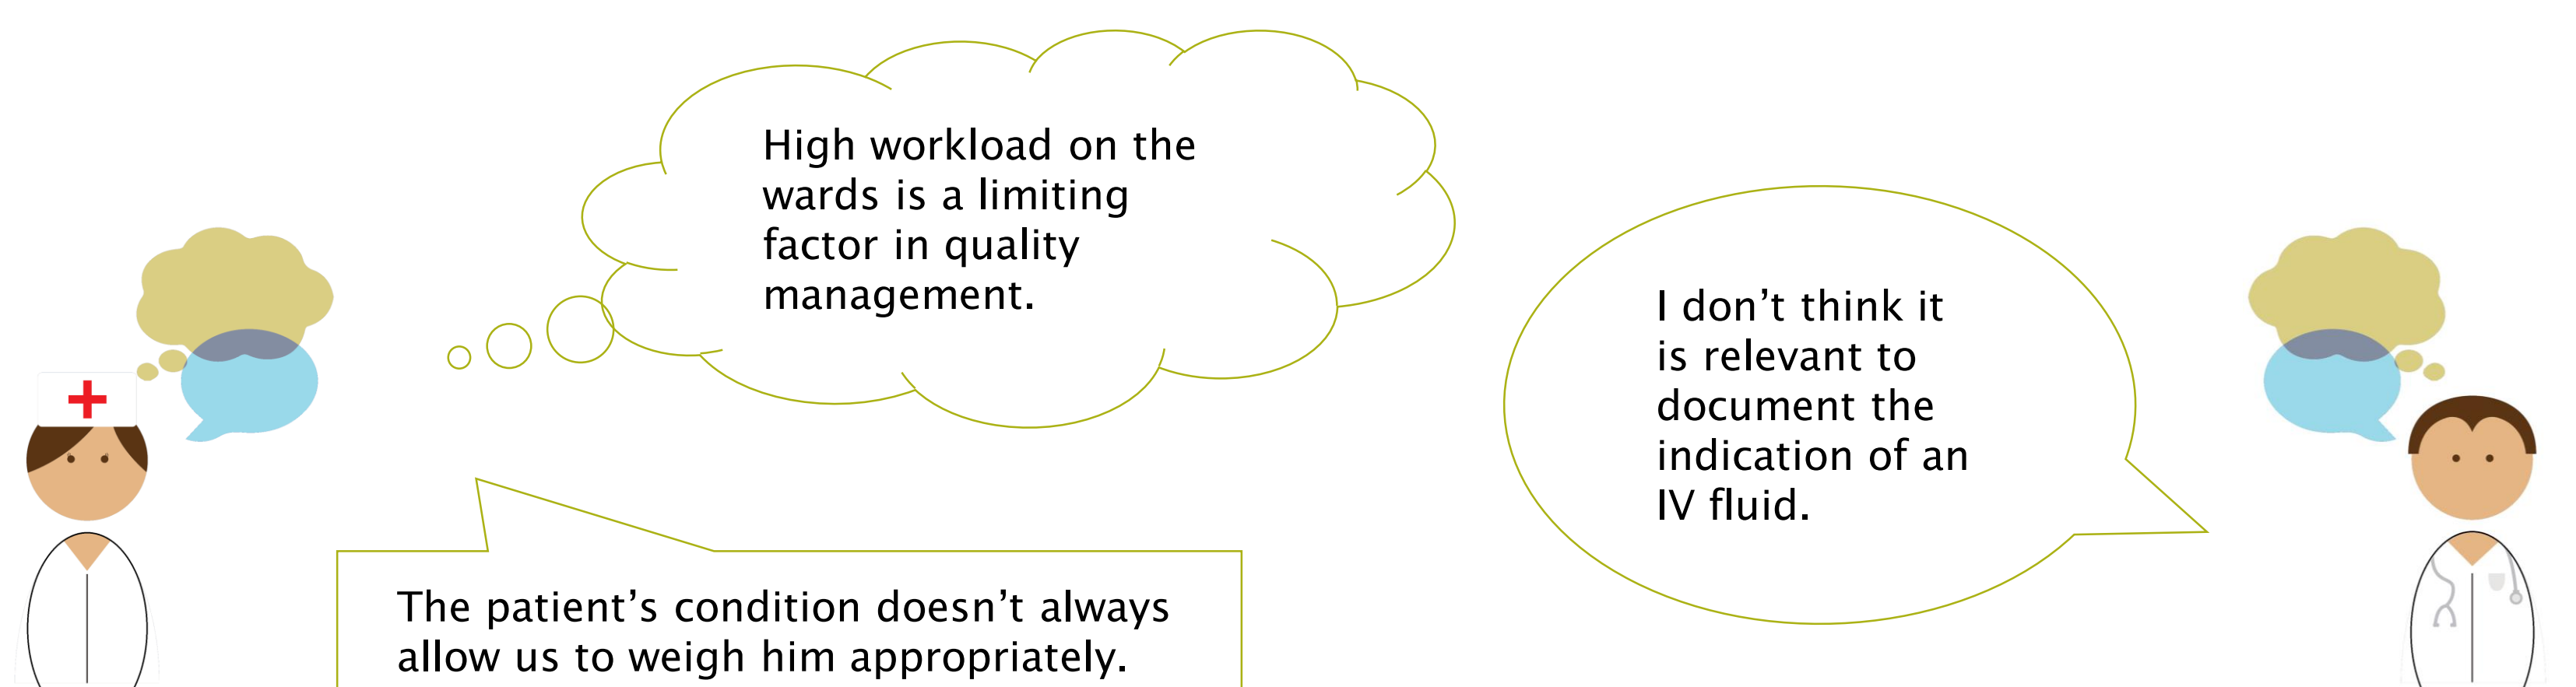 High workload on the
wards is a limiting
factor in quality
management.
I don’t think it
is relevant to
document the
indication of an
IV fluid.
The patient’s condition doesn’t always
allow us to weigh him appropriately.